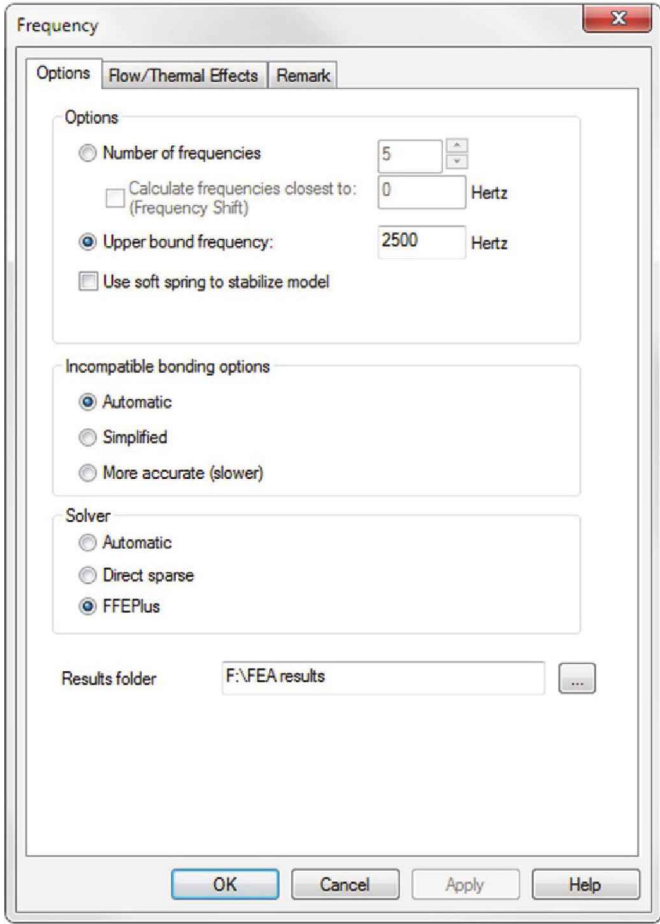 Frequency
Options Flow/Thermal Effects Remark
Options
Number of frequencies 5
Calculate frequencies closest to: 0 Hertz
(Frequency Shift)
Upper bound frequency: 2500 Hertz
Use soft spring to stabilize model
Incompatible bonding options
Automatic
Simplified
More accurate (slower)
Solver
Automatic
Direct sparse
FFEPlus
Results folder F:\FEA results ...
OK Cancel Apply Help